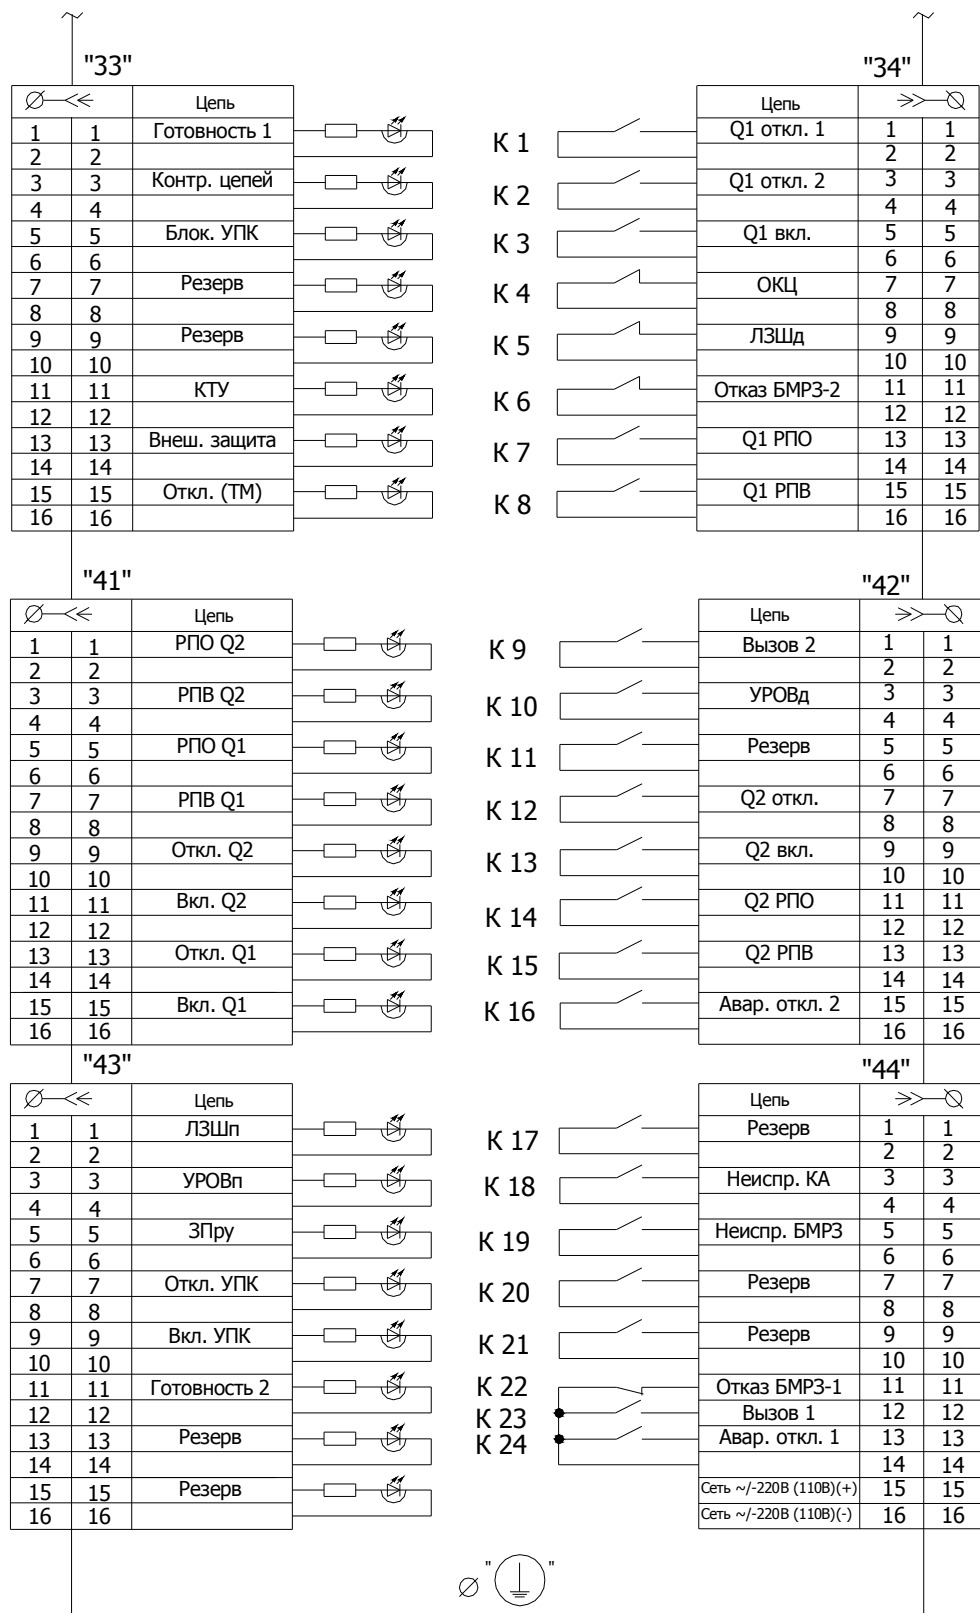 "33"
Цепь
1 1 Готовность 1
2 2
3 3 Контр. цепей
4 4
5 5 Блок. УПК
6 6
7 7 Резерв
8 8
9 9 Резерв
10 10
11 11 КТУ
12 12
13 13 Внеш. защита
14 14
15 15 Откл. (ТМ)
16 16
К 1
К 2
К 3
К 4
К 5
К 6
К 7
К 8
"34"
Цепь
Q1 откл. 1 1 1
2 2
Q1 откл. 2 3 3
4 4
Q1 вкл. 5 5
6 6
ОКЦ 7 7
8 8
ЛЗШд 9 9
10 10
Отказ БМРЗ-2 11 11
12 12
Q1 РПО 13 13
14 14
Q1 РПВ 15 15
16 16
"41"
Цепь
1 1 РПО Q2
2 2
3 3 РПВ Q2
4 4
5 5 РПО Q1
6 6
7 7 РПВ Q1
8 8
9 9 Откл. Q2
10 10
11 11 Вкл. Q2
12 12
13 13 Откл. Q1
14 14
15 15 Вкл. Q1
16 16
К 9
К 10
К 11
К 12
К 13
К 14
К 15
К 16
"42"
Цепь
Вызов 2 1 1
2 2
УРОВд 3 3
4 4
Резерв 5 5
6 6
Q2 откл. 7 7
8 8
Q2 вкл. 9 9
10 10
Q2 РПО 11 11
12 12
Q2 РПВ 13 13
14 14
Авар. откл. 2 15 15
16 16
"43"
Цепь
1 1 ЛЗШп
2 2
3 3 УРОВп
4 4
5 5 ЗПру
6 6
7 7 Откл. УПК
8 8
9 9 Вкл. УПК
10 10
11 11 Готовность 2
12 12
13 13 Резерв
14 14
15 15 Резерв
16 16
К 17
К 18
К 19
К 20
К 21
К 22
К 23
К 24
"44"
Цепь
Резерв 1 1
2 2
Неиспр. КА 3 3
4 4
Неиспр. БМРЗ 5 5
6 6
Резерв 7 7
8 8
Резерв 9 9
10 10
Отказ БМРЗ-1 11 11
Вызов 1 12 12
Авар. откл. 1 13 13
14 14
Сеть ~/-220В (110В)(+) 15 15
Сеть ~/-220В (110В)(-) 16 16
" "